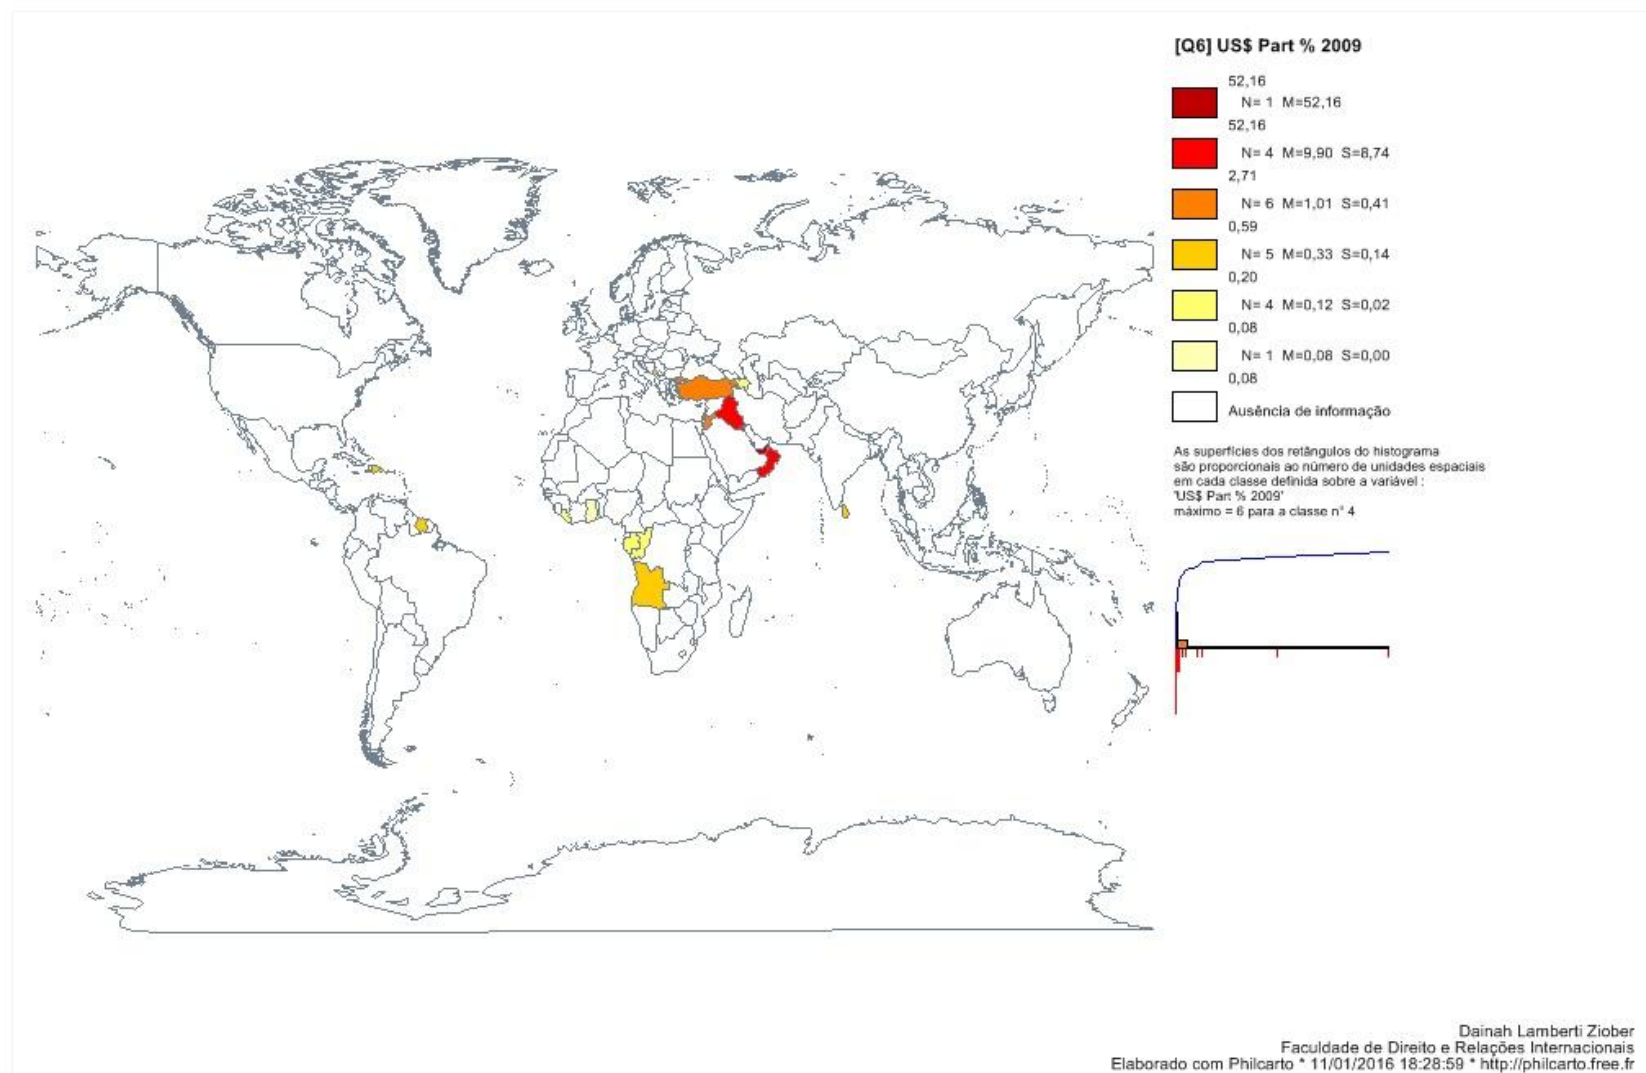 [Q6] US$ Part % 2009
52,16
N= 1 M=52,16
52,16
N= 4 M=9,90 S=8,74
2,71
N= 6 M=1,01 S=0,41
0,59
N= 5 M=0,33 S=0,14
0,20
N= 4 M=0,12 S=0,02
0,08
N= 1 M=0,08 S=0,00
0,08
Ausência de informação
As superfícies dos retângulos do histograma
são proporcionais ao número de unidades espaciais
em cada classe definida sobre a variável :
'US$ Part % 2009'
máximo = 6 para a classe n° 4
Dainah Lamberti Ziober
Faculdade de Direito e Relações Internacionais
Elaborado com Philcarto * 11/01/2016 18:28:59 * http://philcarto.free.fr